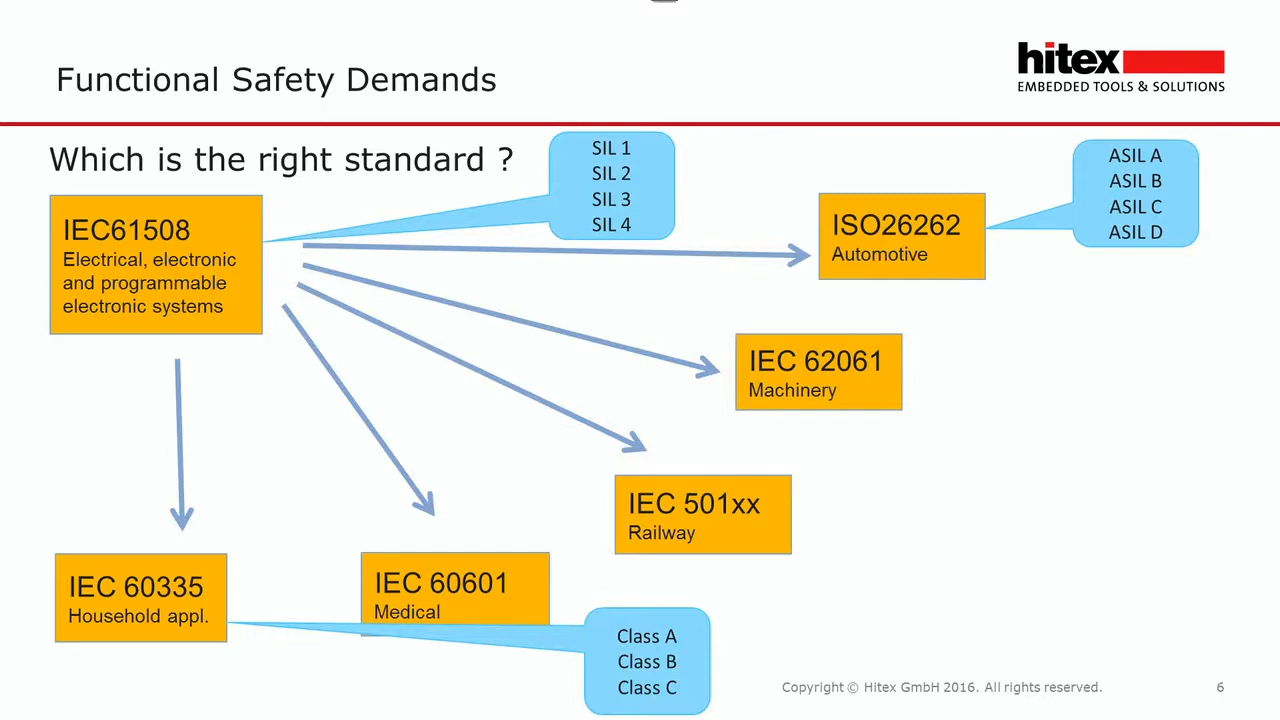 Functional Safety Demands
hitex
EMBEDDED TOOLS & SOLUTIONS
Which is the right standard ?
SIL 1
SIL 2
SIL 3
SIL 4
ASIL A
ASIL B
ASIL C
ASIL D
IEC61508
Electrical, electronic
and programmable
electronic systems
ISO26262
Automotive
IEC 62061
Machinery
IEC 501xx
Railway
IEC 60335
Household appl.
IEC 60601
Medical
Class A
Class B
Class C
Copyright © Hitex GmbH 2016. All rights reserved.
6